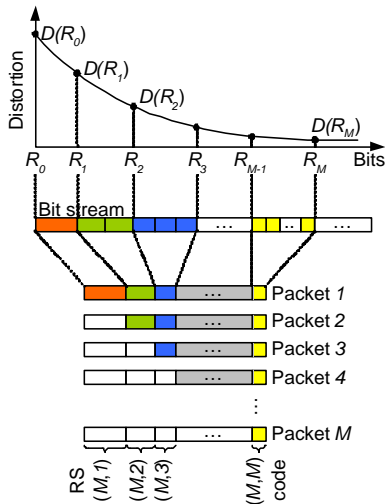 D(R0)
D(R1)
D(R2)
D(RM)
Distortion
R0 R1 R2 R3 RM-1 RM Bits
Bit stream
... .. ...
... Packet 1
Packet 2
... Packet 3
... Packet 4
...
... Packet M
RS (M,1) (M,2) (M,3) (M,M) code